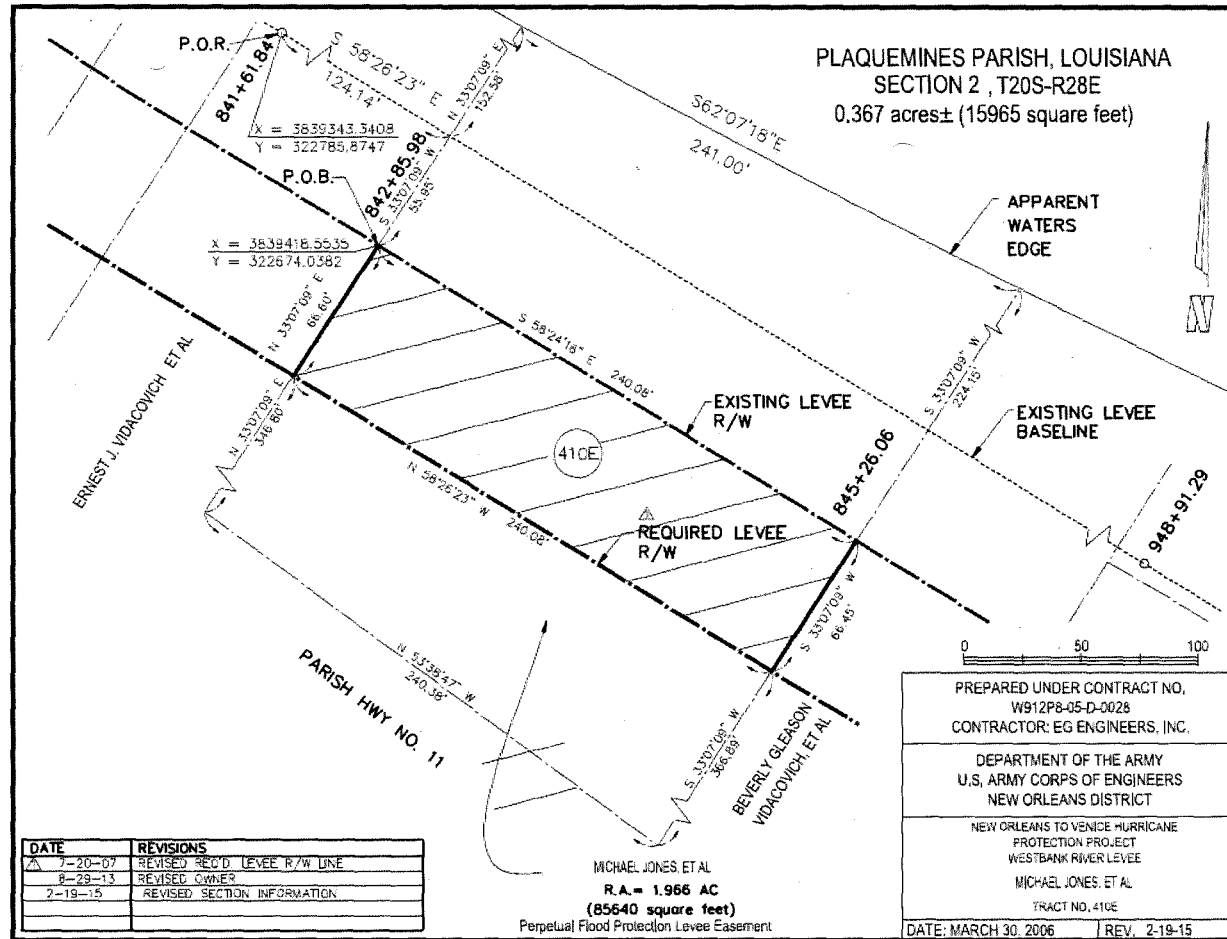 PLAQUEMINES PARISH, LOUISIANA
SECTION 2 , T20S-R28E
0.367 acres± (15965 square feet)
P.O.R.
841+61.84
X = 3839343.3408
Y = 322785.8747
S 58°26'23" E
124.14'
N 33°07'09" E
152.58'
S62°07'18"E
241.00'
P.O.B.
842+85.98
S 33°07'09" W
55.95'
X = 3839418.5535
Y = 322674.0382
APPARENT
WATERS
EDGE
N
N 33°07'09" E
66.60'
S 58°24'18" E
240.08'
EXISTING LEVEE
R/W
S 33°07'09" W
224.15'
EXISTING LEVEE
BASELINE
ERNEST J. VIDACOVICH ET AL
N 33°07'09" E
346.80'
410E
N 58°26'23" W
240.08'
845+26.06
948+91.29
REQUIRED LEVEE
R/W
S 33°07'09" W
66.45'
PARISH HWY NO. 11
N 53°38'47" W
240.38'
S 33°07'09" W
366.89'
BEVERLY GLEASON
VIDACOVICH, ET AL
0 50 100
PREPARED UNDER CONTRACT NO.
W912P8-05-D-0028
CONTRACTOR: EG ENGINEERS, INC.
DEPARTMENT OF THE ARMY
U.S. ARMY CORPS OF ENGINEERS
NEW ORLEANS DISTRICT
NEW ORLEANS TO VENICE HURRICANE
PROTECTION PROJECT
WESTBANK RIVER LEVEE
MICHAEL JONES, ET AL
TRACT NO. 410E
DATE: MARCH 30, 2006 REV. 2-19-15
DATE REVISIONS
7-20-07 REVISED REQ'D. LEVEE R/W LINE
8-29-13 REVISED OWNER
2-19-15 REVISED SECTION INFORMATION
MICHAEL JONES, ET AL
R.A.= 1.966 AC
(85640 square feet)
Perpetual Flood Protection Levee Easement